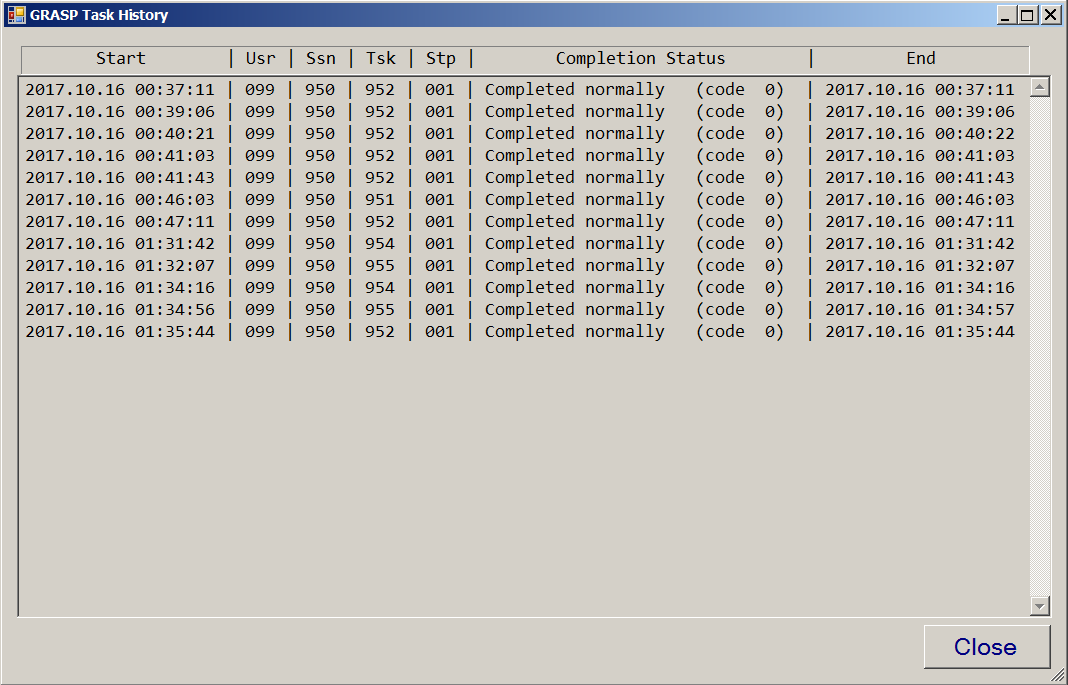 GRASP Task History
Start | Usr | Ssn | Tsk | Stp | Completion Status | End
2017.10.16 00:37:11 | 099 | 950 | 952 | 001 | Completed normally (code 0) | 2017.10.16 00:37:11
2017.10.16 00:39:06 | 099 | 950 | 952 | 001 | Completed normally (code 0) | 2017.10.16 00:39:06
2017.10.16 00:40:21 | 099 | 950 | 952 | 001 | Completed normally (code 0) | 2017.10.16 00:40:22
2017.10.16 00:41:03 | 099 | 950 | 952 | 001 | Completed normally (code 0) | 2017.10.16 00:41:03
2017.10.16 00:41:43 | 099 | 950 | 952 | 001 | Completed normally (code 0) | 2017.10.16 00:41:43
2017.10.16 00:46:03 | 099 | 950 | 951 | 001 | Completed normally (code 0) | 2017.10.16 00:46:03
2017.10.16 00:47:11 | 099 | 950 | 952 | 001 | Completed normally (code 0) | 2017.10.16 00:47:11
2017.10.16 01:31:42 | 099 | 950 | 954 | 001 | Completed normally (code 0) | 2017.10.16 01:31:42
2017.10.16 01:32:07 | 099 | 950 | 955 | 001 | Completed normally (code 0) | 2017.10.16 01:32:07
2017.10.16 01:34:16 | 099 | 950 | 954 | 001 | Completed normally (code 0) | 2017.10.16 01:34:16
2017.10.16 01:34:56 | 099 | 950 | 955 | 001 | Completed normally (code 0) | 2017.10.16 01:34:57
2017.10.16 01:35:44 | 099 | 950 | 952 | 001 | Completed normally (code 0) | 2017.10.16 01:35:44
Close